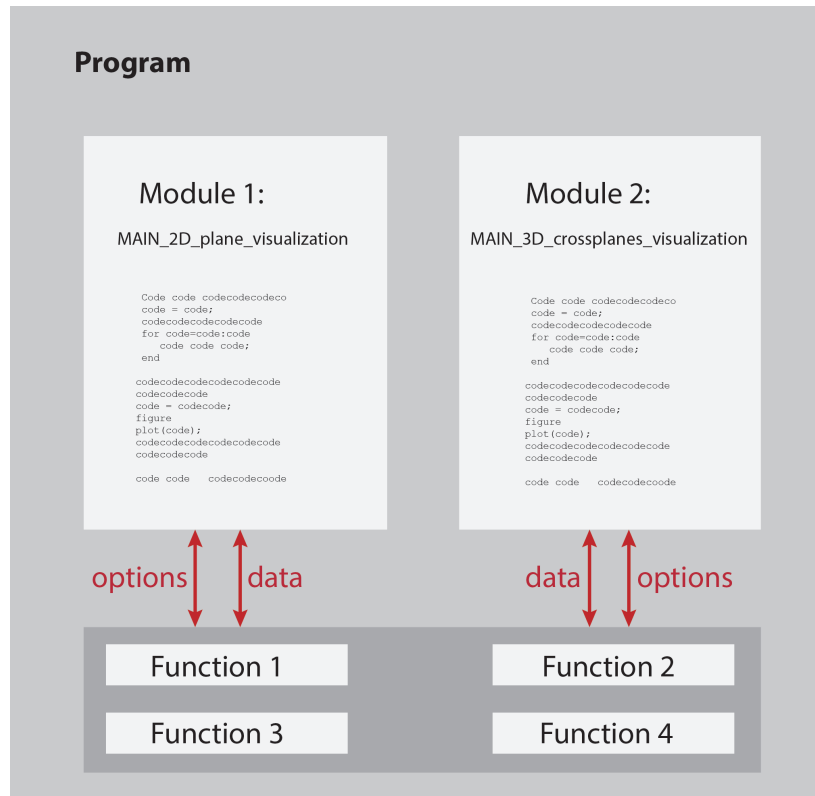 Program
Module 1:
MAIN_2D_plane_visualization
Code code codecodecodeco
code = code;
codecodecodecodecode
for code=code:code
code code code;
end
codecodecodecodecodecode
codecodecode
code = codecode;
figure
plot(code);
codecodecodecodecodecode
codecodecode
code code codecodecoode
Module 2:
MAIN_3D_crossplanes_visualization
Code code codecodecodeco
code = code;
codecodecodecodecode
for code=code:code
code code code;
end
codecodecodecodecodecode
codecodecode
code = codecode;
figure
plot(code);
codecodecodecodecodecode
codecodecode
code code codecodecoode
options
data
data
options
Function 1
Function 2
Function 3
Function 4